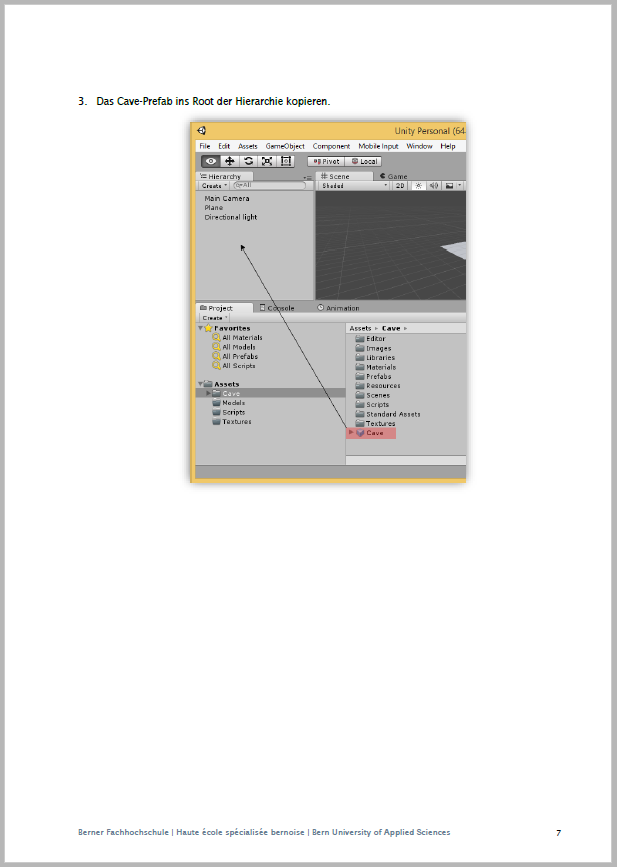 3. Das Cave-Prefab ins Root der Hierarchie kopieren.
Unity Personal (64
File Edit Assets GameObject Component Mobile Input Window Help
Pivot Local
Hierarchy
Create All
Main Camera
Plane
Directional light
Scene Game
Shaded 2D
Project Console Animation
Create
Favorites
All Materials
All Models
All Prefabs
All Scripts
Assets
Cave
Models
Scripts
Textures
Assets Cave
Editor
Images
Libraries
Materials
Prefabs
Resources
Scenes
Scripts
Standard Assets
Textures
Cave
Berner Fachhochschule | Haute école spécialisée bernoise | Bern University of Applied Sciences 7